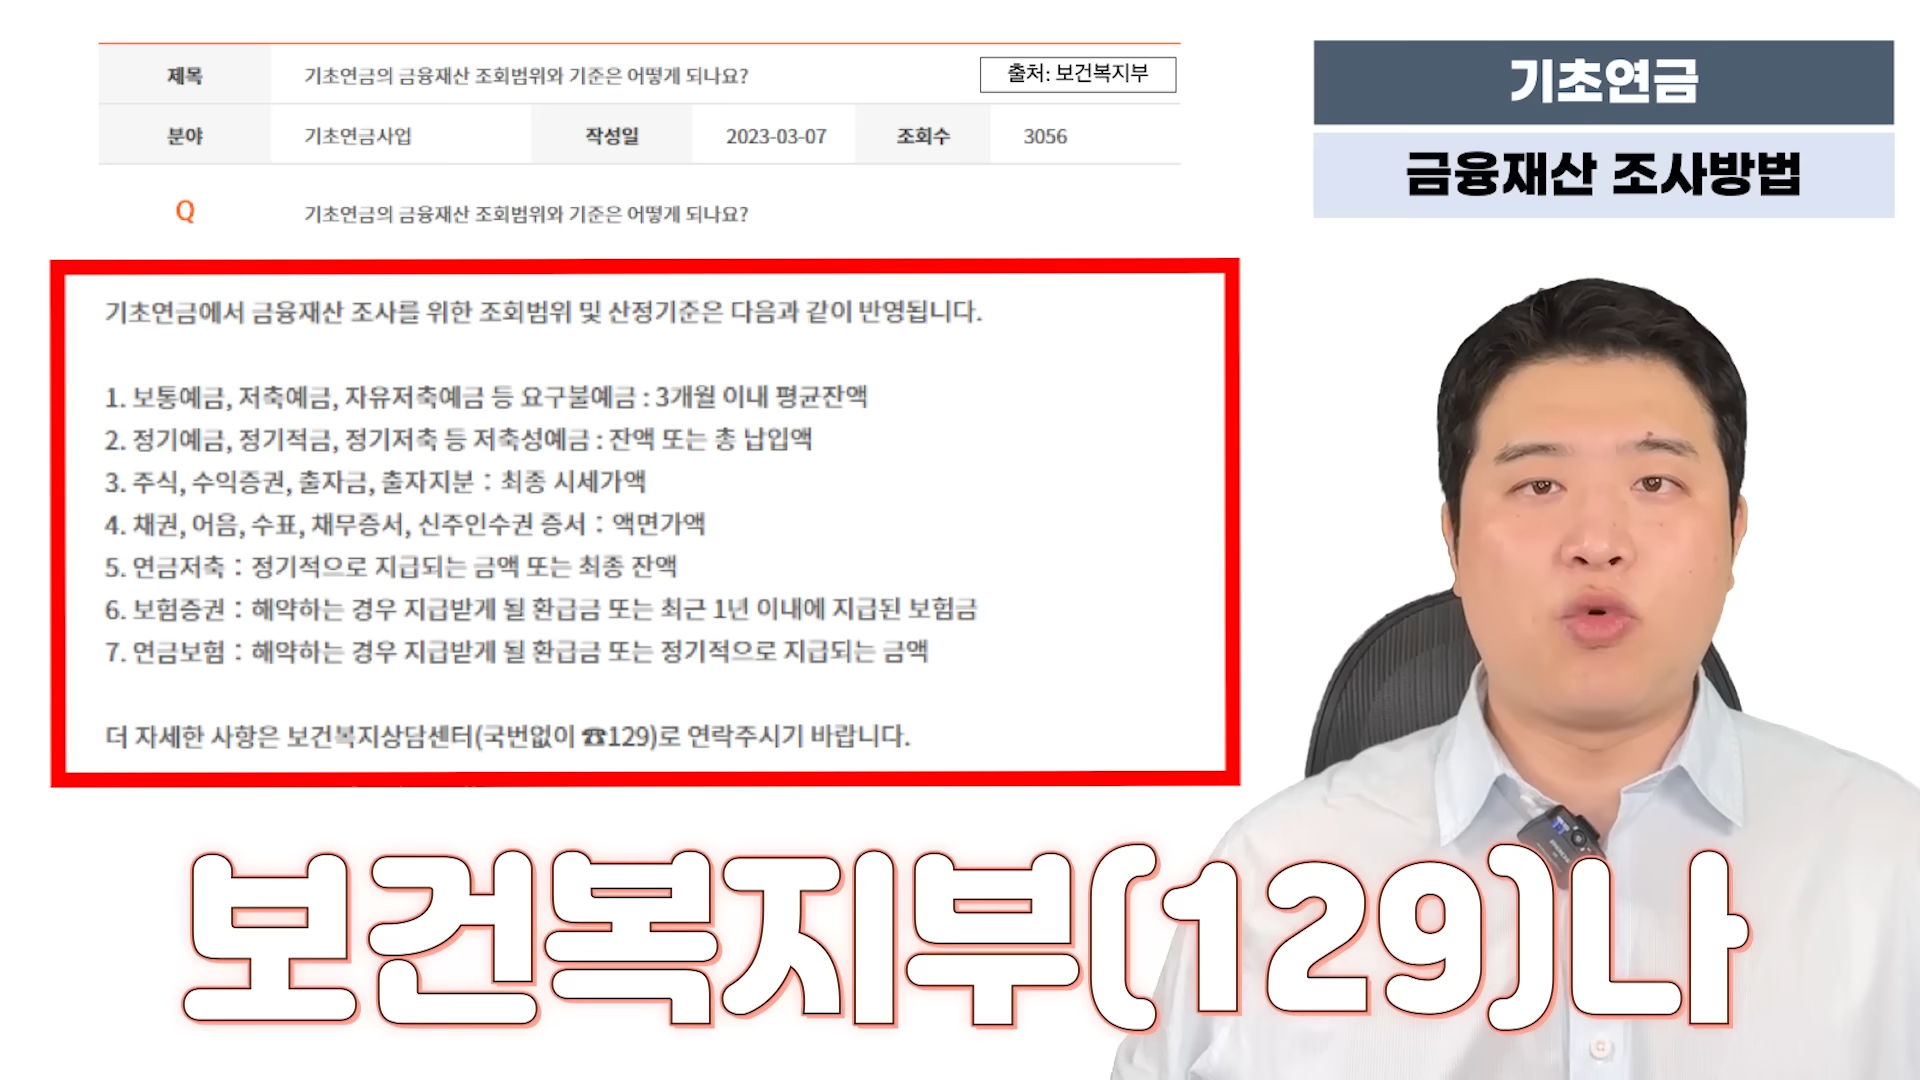 제목 기초연금의 금융재산 조회범위와 기준은 어떻게 되나요? 출처: 보건복지부
분야 기초연금사업 작성일 2023-03-07 조회수 3056
Q 기초연금의 금융재산 조회범위와 기준은 어떻게 되나요?
기초연금
금융재산 조사방법
기초연금에서 금융재산 조사를 위한 조회범위 및 산정기준은 다음과 같이 반영됩니다.
1. 보통예금, 저축예금, 자유저축예금 등 요구불예금 : 3개월 이내 평균잔액
2. 정기예금, 정기적금, 정기저축 등 저축성예금 : 잔액 또는 총 납입액
3. 주식, 수익증권, 출자금, 출자지분 : 최종 시세가액
4. 채권, 어음, 수표, 채무증서, 신주인수권 증서 : 액면가액
5. 연금저축 : 정기적으로 지급되는 금액 또는 최종 잔액
6. 보험증권 : 해약하는 경우 지급받게 될 환급금 또는 최근 1년 이내에 지급된 보험금
7. 연금보험 : 해약하는 경우 지급받게 될 환급금 또는 정기적으로 지급되는 금액
더 자세한 사항은 보건복지상담센터(국번없이 ☎129)로 연락주시기 바랍니다.
보건복지부(129)나